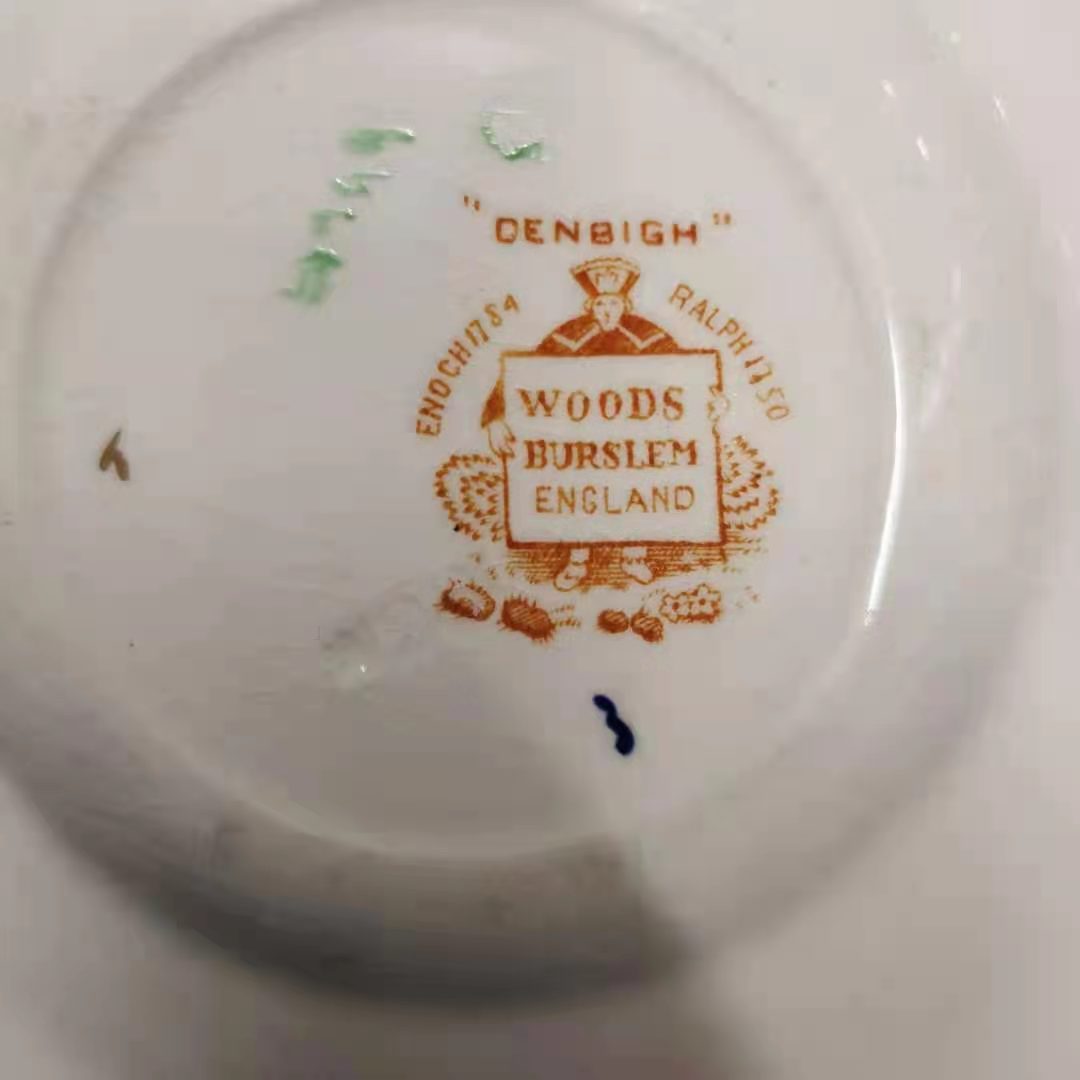 "DENBIGH"
ENOCH 1784
RALPH 1750
WOODS
BURSLEM
ENGLAND